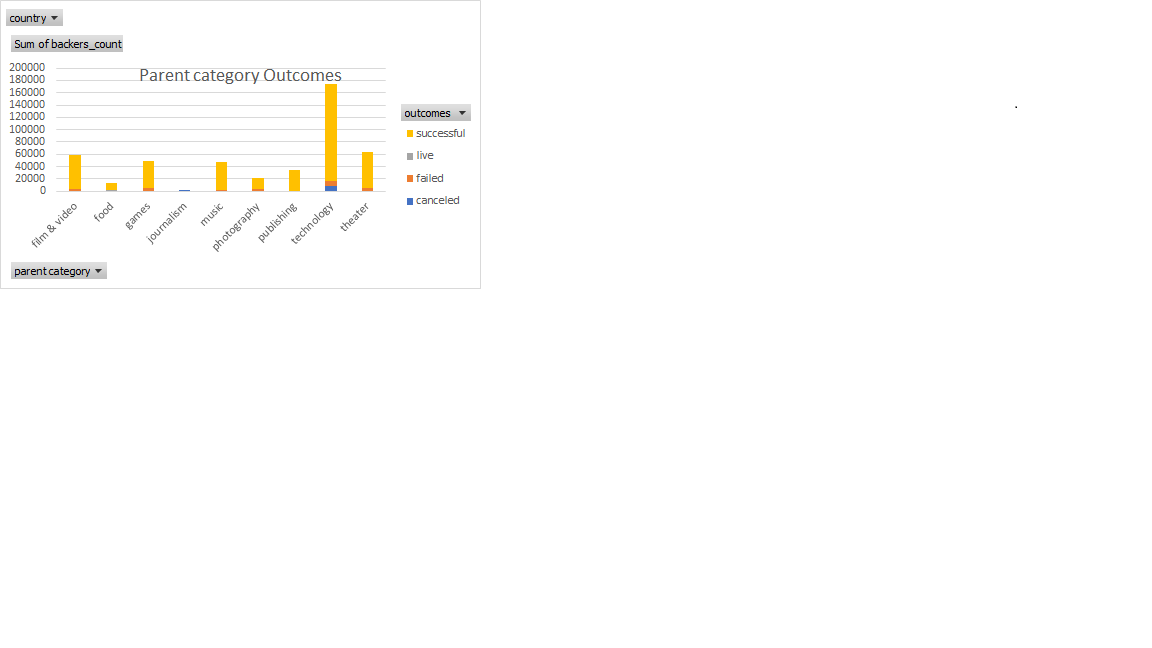 country
Sum of backers_count
Parent category Outcomes
200000
180000
160000
140000
120000
100000
80000
60000
40000
20000
0
film & video
food
games
journalism
music
photography
publishing
technology
theater
outcomes
successful
live
failed
canceled
parent category
.